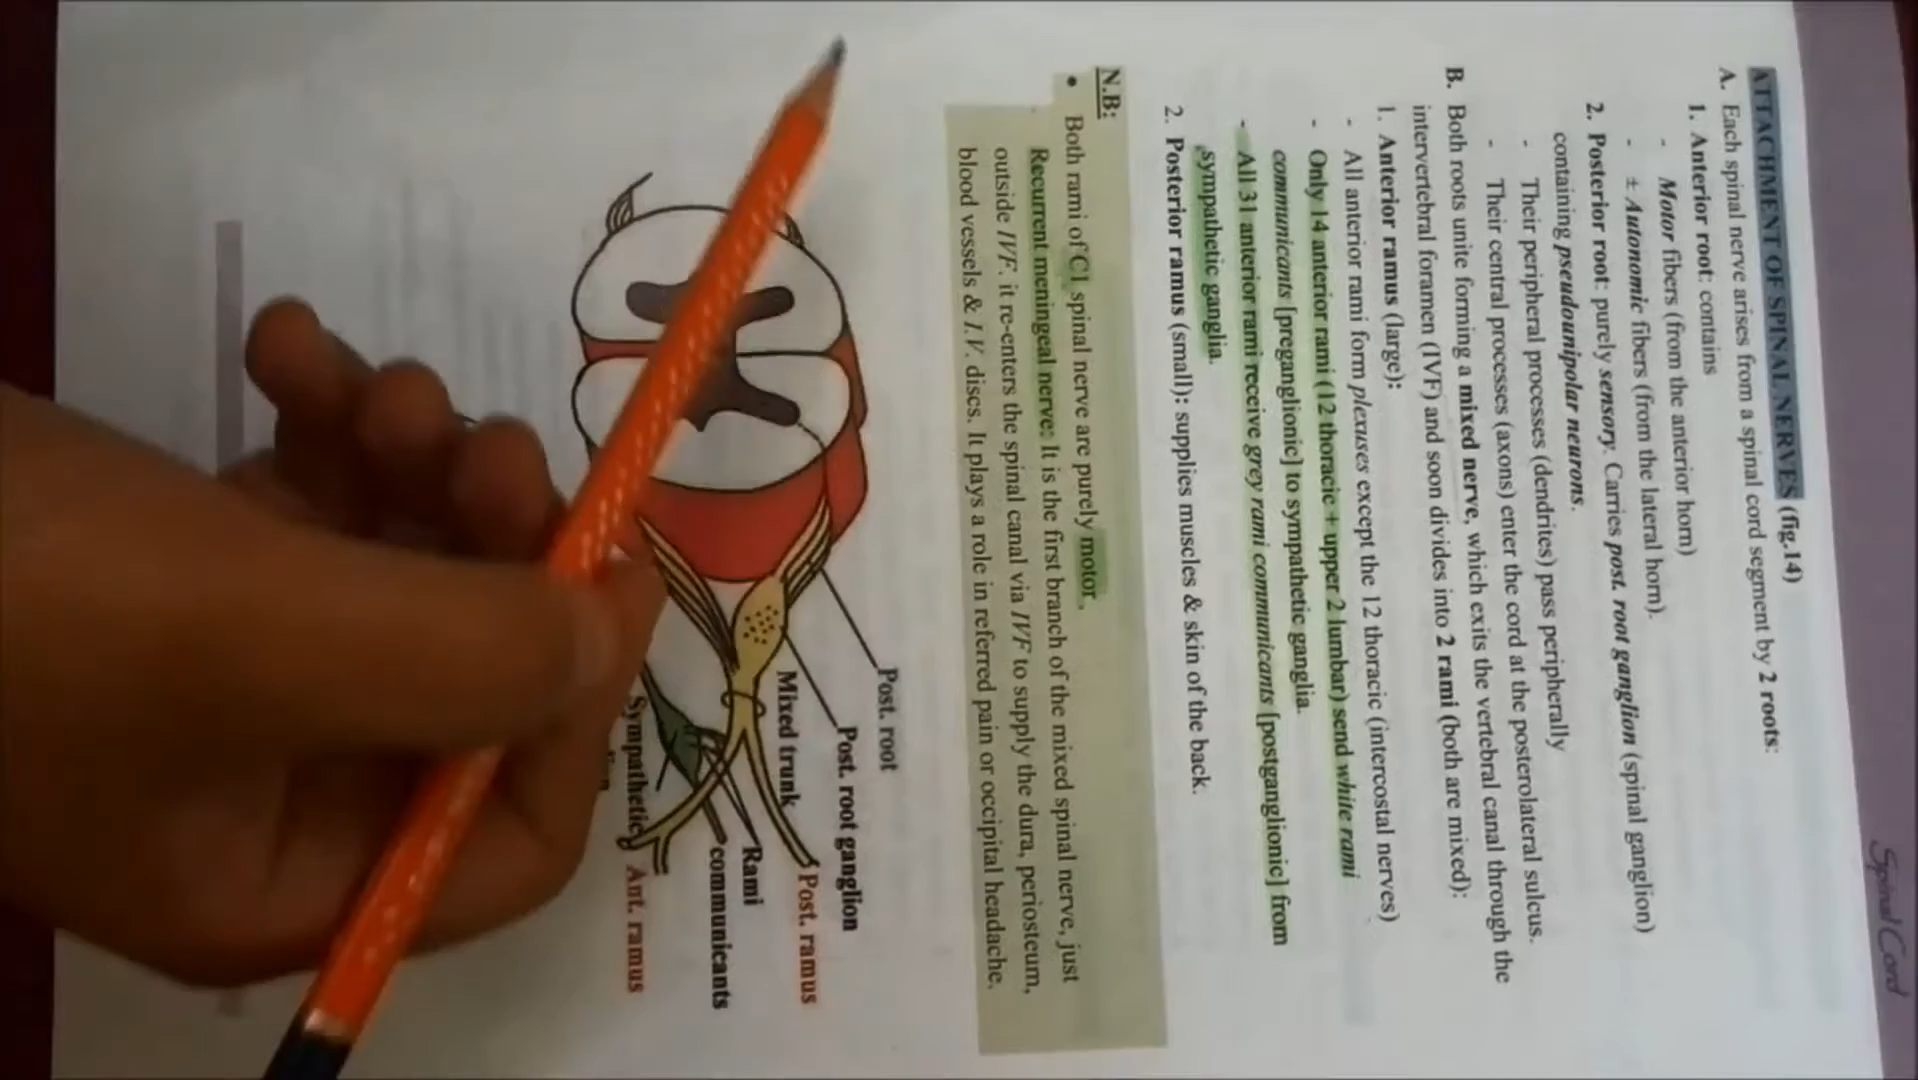 Spinal Cord
ATTACHMENT OF SPINAL NERVES (fig.14)
A. Each spinal nerve arises from a spinal cord segment by 2 roots:
1. Anterior root: contains
- Motor fibers (from the anterior horn)
- ± Autonomic fibers (from the lateral horn).
2. Posterior root: purely sensory. Carries post. root ganglion (spinal ganglion)
containing pseudounipolar neurons.
- Their peripheral processes (dendrites) pass peripherally
- Their central processes (axons) enter the cord at the posterolateral sulcus.
B. Both roots unite forming a mixed nerve, which exits the vertebral canal through the
intervertebral foramen (IVF) and soon divides into 2 rami (both are mixed):
1. Anterior ramus (large):
- All anterior rami form plexuses except the 12 thoracic (intercostal nerves)
- Only 14 anterior rami (12 thoracic + upper 2 lumbar) send white rami
communicants [preganglionic] to sympathetic ganglia.
- All 31 anterior rami receive grey rami communicants [postganglionic] from
sympathetic ganglia.
2. Posterior ramus (small): supplies muscles & skin of the back.
N.B:
• Both rami of C1 spinal nerve are purely motor.
Recurrent meningeal nerve: It is the first branch of the mixed spinal nerve, just
outside IVF. it re-enters the spinal canal via IVF to supply the dura, periosteum,
blood vessels & I.V. discs. It plays a role in referred pain or occipital headache.
Post. root
Post. root ganglion
Post. ramus
Mixed trunk
Rami
communicants
Sympathetic
Ant. ramus